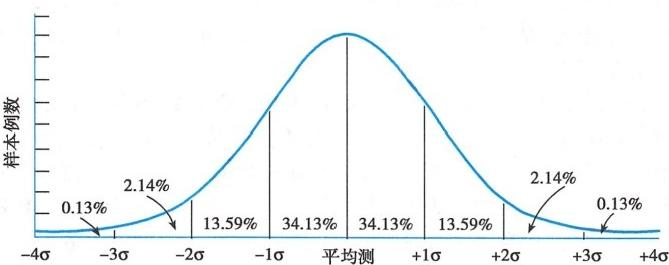 样本例数
2.14%
2.14%
0.13%
0.13%
13.59%
34.13%
34.13%
13.59%
-4σ
-3σ
-2σ
-1σ
平均测
+1σ
+2σ
+3σ
+4σ